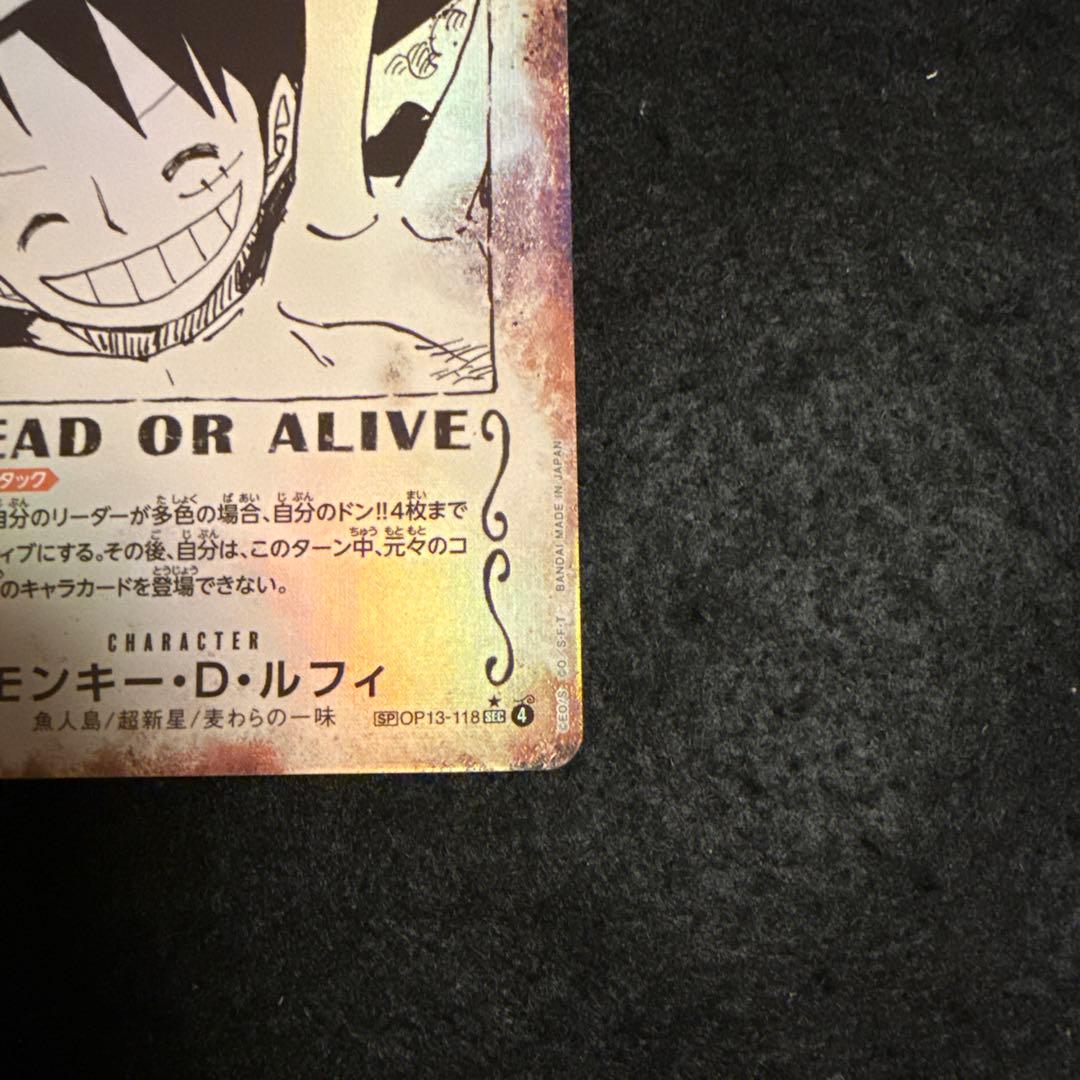 EAD OR ALIVE
タック
自分のリーダーが多色の場合、自分のドン!!4枚まで
ィブにする。その後、自分は、このターン中、元々のコ
のキャラカードを登場できない。
CHARACTER
モンキー・D・ルフィ
魚人島/超新星/麦わらの一味
SP OP13-118 SEC 4
©EO/S. CO. S·F·T· BANDAI MADE IN JAPAN